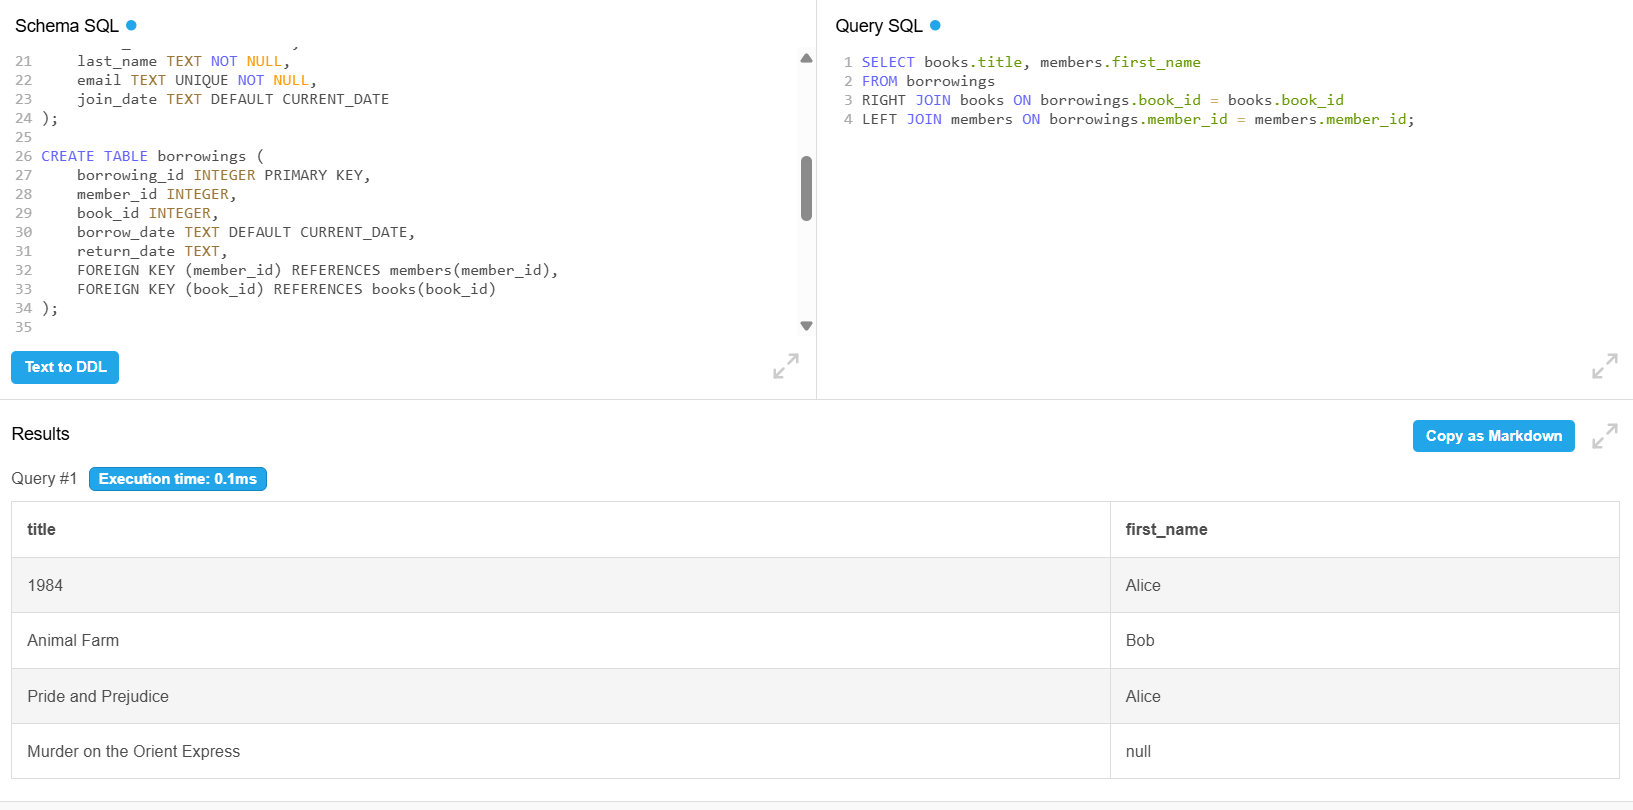 Schema SQL
21 last_name TEXT NOT NULL,
22 email TEXT UNIQUE NOT NULL,
23 join_date TEXT DEFAULT CURRENT_DATE
24 );
25
26 CREATE TABLE borrowings (
27 borrowing_id INTEGER PRIMARY KEY,
28 member_id INTEGER,
29 book_id INTEGER,
30 borrow_date TEXT DEFAULT CURRENT_DATE,
31 return_date TEXT,
32 FOREIGN KEY (member_id) REFERENCES members(member_id),
33 FOREIGN KEY (book_id) REFERENCES books(book_id)
34 );
35
Text to DDL
Query SQL
1 SELECT books.title, members.first_name
2 FROM borrowings
3 RIGHT JOIN books ON borrowings.book_id = books.book_id
4 LEFT JOIN members ON borrowings.member_id = members.member_id;
Results
Copy as Markdown
Query #1 Execution time: 0.1ms
title first_name
1984 Alice
Animal Farm Bob
Pride and Prejudice Alice
Murder on the Orient Express null